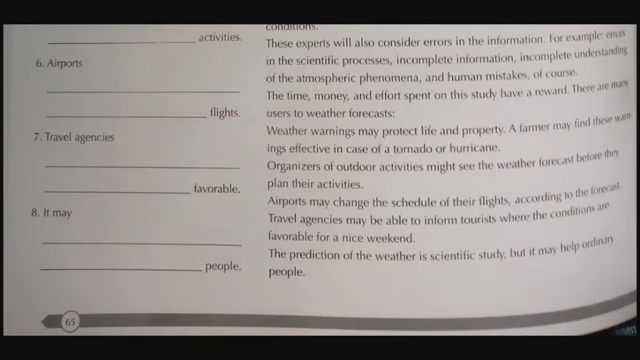 activities.
6. Airports
flights.
7. Travel agencies
favorable.
8. It may
people.
65
conditions.
These experts will also consider errors in the information. For example: errors
in the scientific processes, incomplete information, incomplete understanding
of the atmospheric phenomena, and human mistakes, of course.
The time, money, and effort spent on this study have a reward. There are many
users to weather forecasts:
Weather warnings may protect life and property. A farmer may find these warn
ings effective in case of a tornado or hurricane.
Organizers of outdoor activities might see the weather forecast before they
plan their activities.
Airports may change the schedule of their flights, according to the forecast.
Travel agencies may be able to inform tourists where the conditions are
favorable for a nice weekend.
The prediction of the weather is scientific study, but it may help ordinary
people.